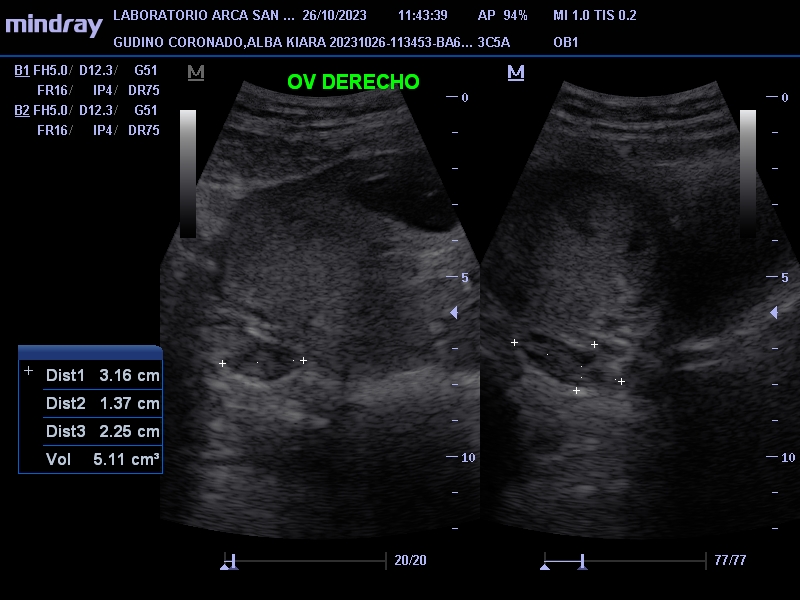 mindray
LABORATORIO ARCA SAN ... 26/10/2023 11:43:39 AP 94% MI 1.0 TIS 0.2
GUDINO CORONADO,ALBA KIARA 20231026-113453-BA6... 3C5A OB1
B1 FH5.0/ D12.3/ G51
FR16/ IP4/ DR75
B2 FH5.0/ D12.3/ G51
FR16/ IP4/ DR75
M
OV DERECHO
M
0
5
10
0
5
10
+ Dist1 3.16 cm
Dist2 1.37 cm
Dist3 2.25 cm
Vol 5.11 cm³
20/20
77/77